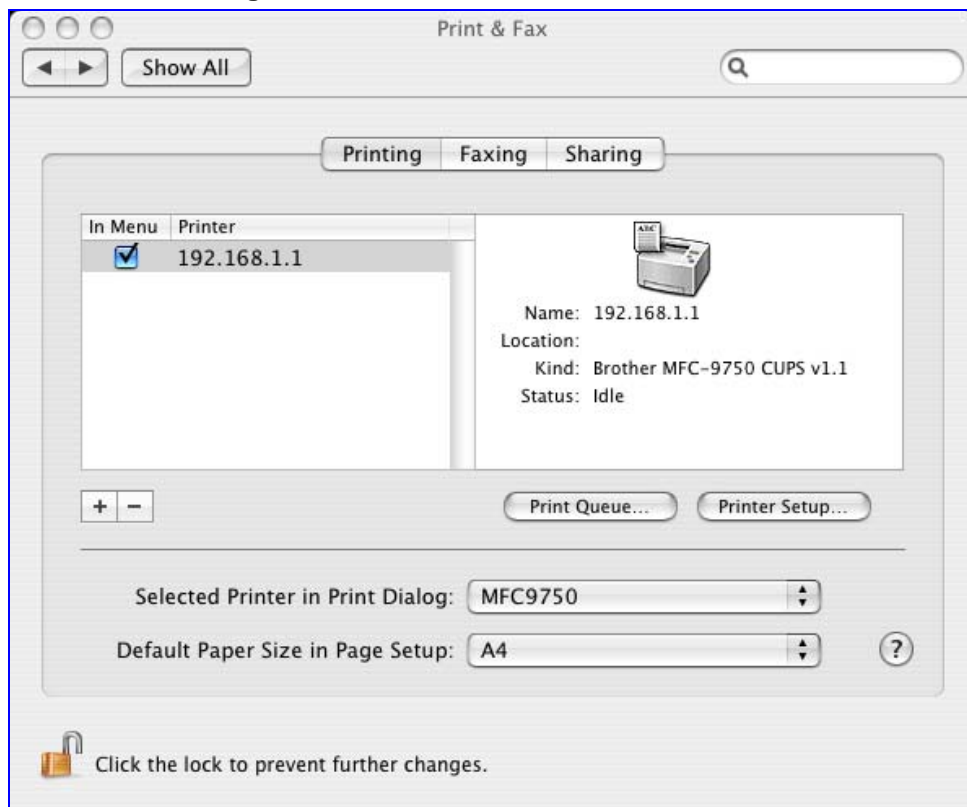 Print & Fax
Show All
Printing Faxing Sharing
In Menu Printer
192.168.1.1
ABC
Name: 192.168.1.1
Location:
Kind: Brother MFC-9750 CUPS v1.1
Status: Idle
+ −
Print Queue... Printer Setup...
Selected Printer in Print Dialog: MFC9750
Default Paper Size in Page Setup: A4
?
Click the lock to prevent further changes.